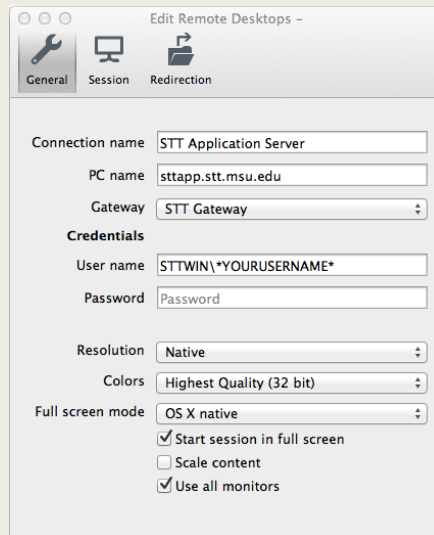 Edit Remote Desktops –
General Session Redirection
Connection name STT Application Server
PC name sttapp.stt.msu.edu
Gateway STT Gateway
Credentials
User name STTWIN\*YOURUSERNAME*
Password Password
Resolution Native
Colors Highest Quality (32 bit)
Full screen mode OS X native
Start session in full screen
Scale content
Use all monitors